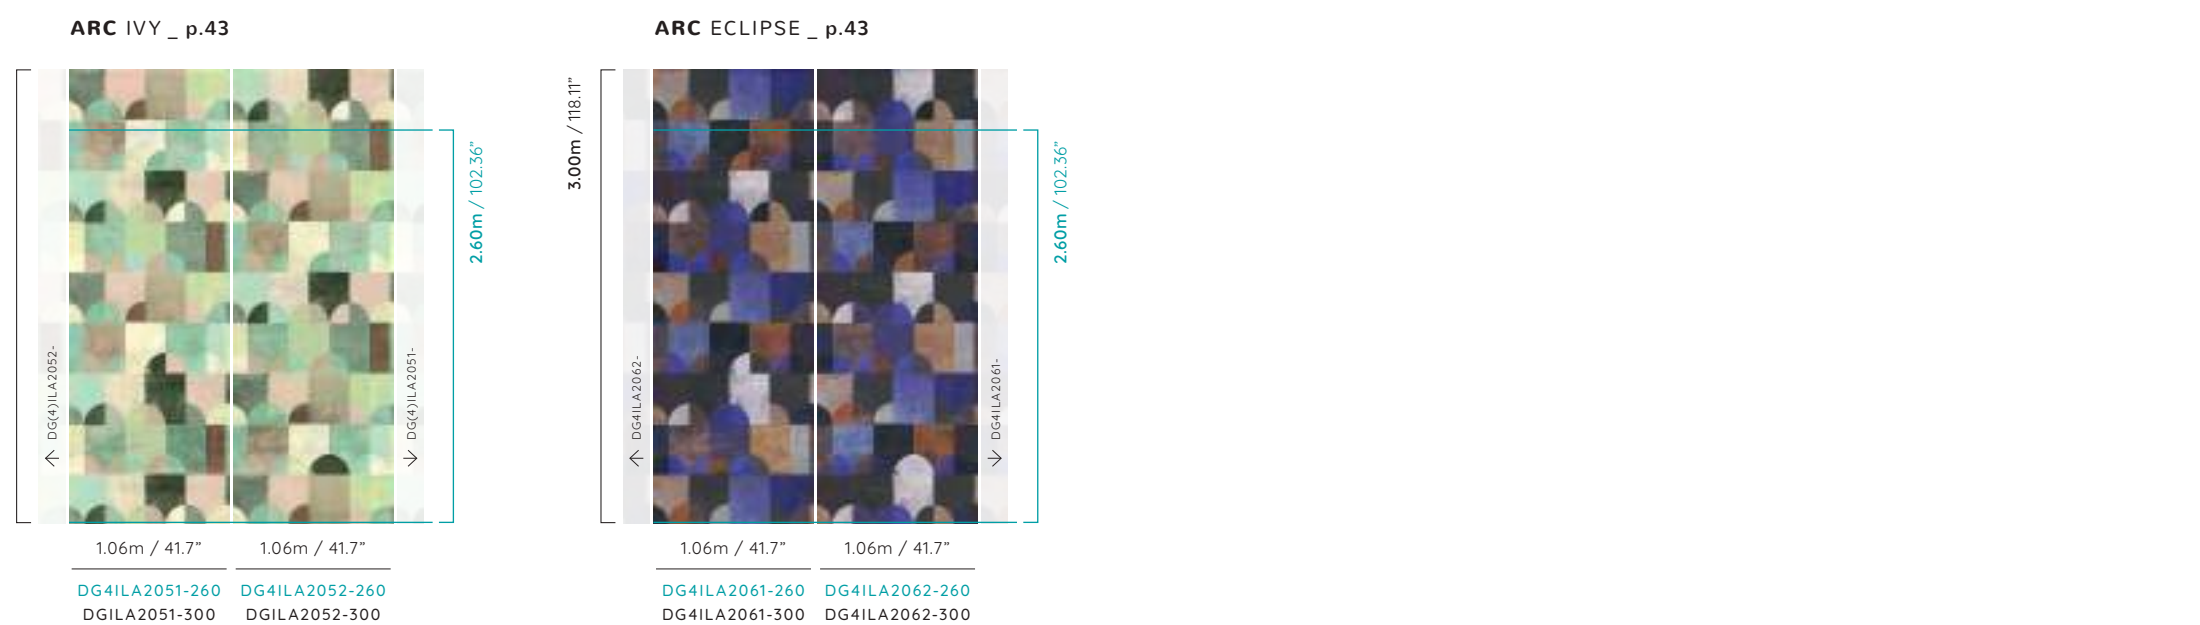 ARC IVY _ p.43
DG(4)ILA2052-
DG(4)ILA2051-
2.60m / 102.36”
1.06m / 41.7”
1.06m / 41.7”
DG4ILA2051-260
DG4ILA2052-260
DGILA2051-300
DGILA2052-300
ARC ECLIPSE _ p.43
3.00m / 118.11”
DG4ILA2062-
DG4ILA2061-
2.60m / 102.36”
1.06m / 41.7”
1.06m / 41.7”
DG4ILA2061-260
DG4ILA2062-260
DG4ILA2061-300
DG4ILA2062-300